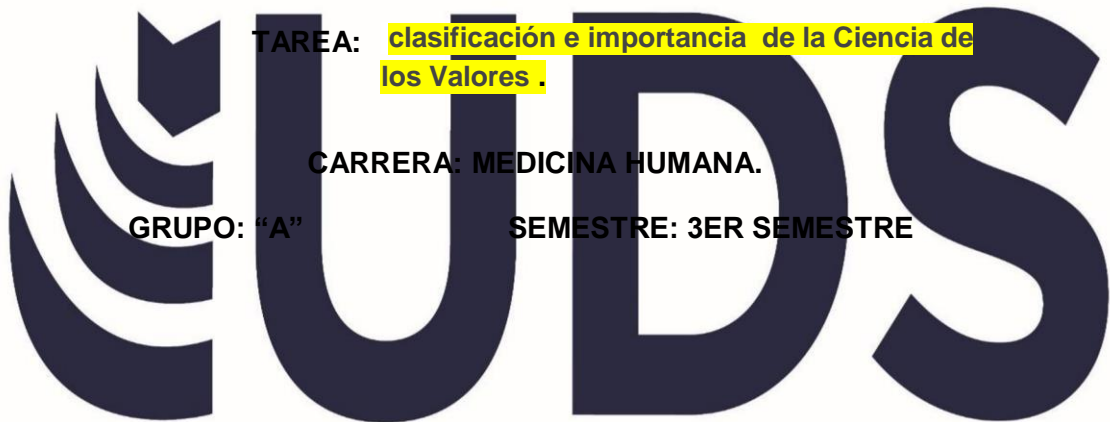 UDS
TAREA: clasificación e importancia de la Ciencia de
los Valores .
CARRERA: MEDICINA HUMANA.
GRUPO: “A” SEMESTRE: 3ER SEMESTRE